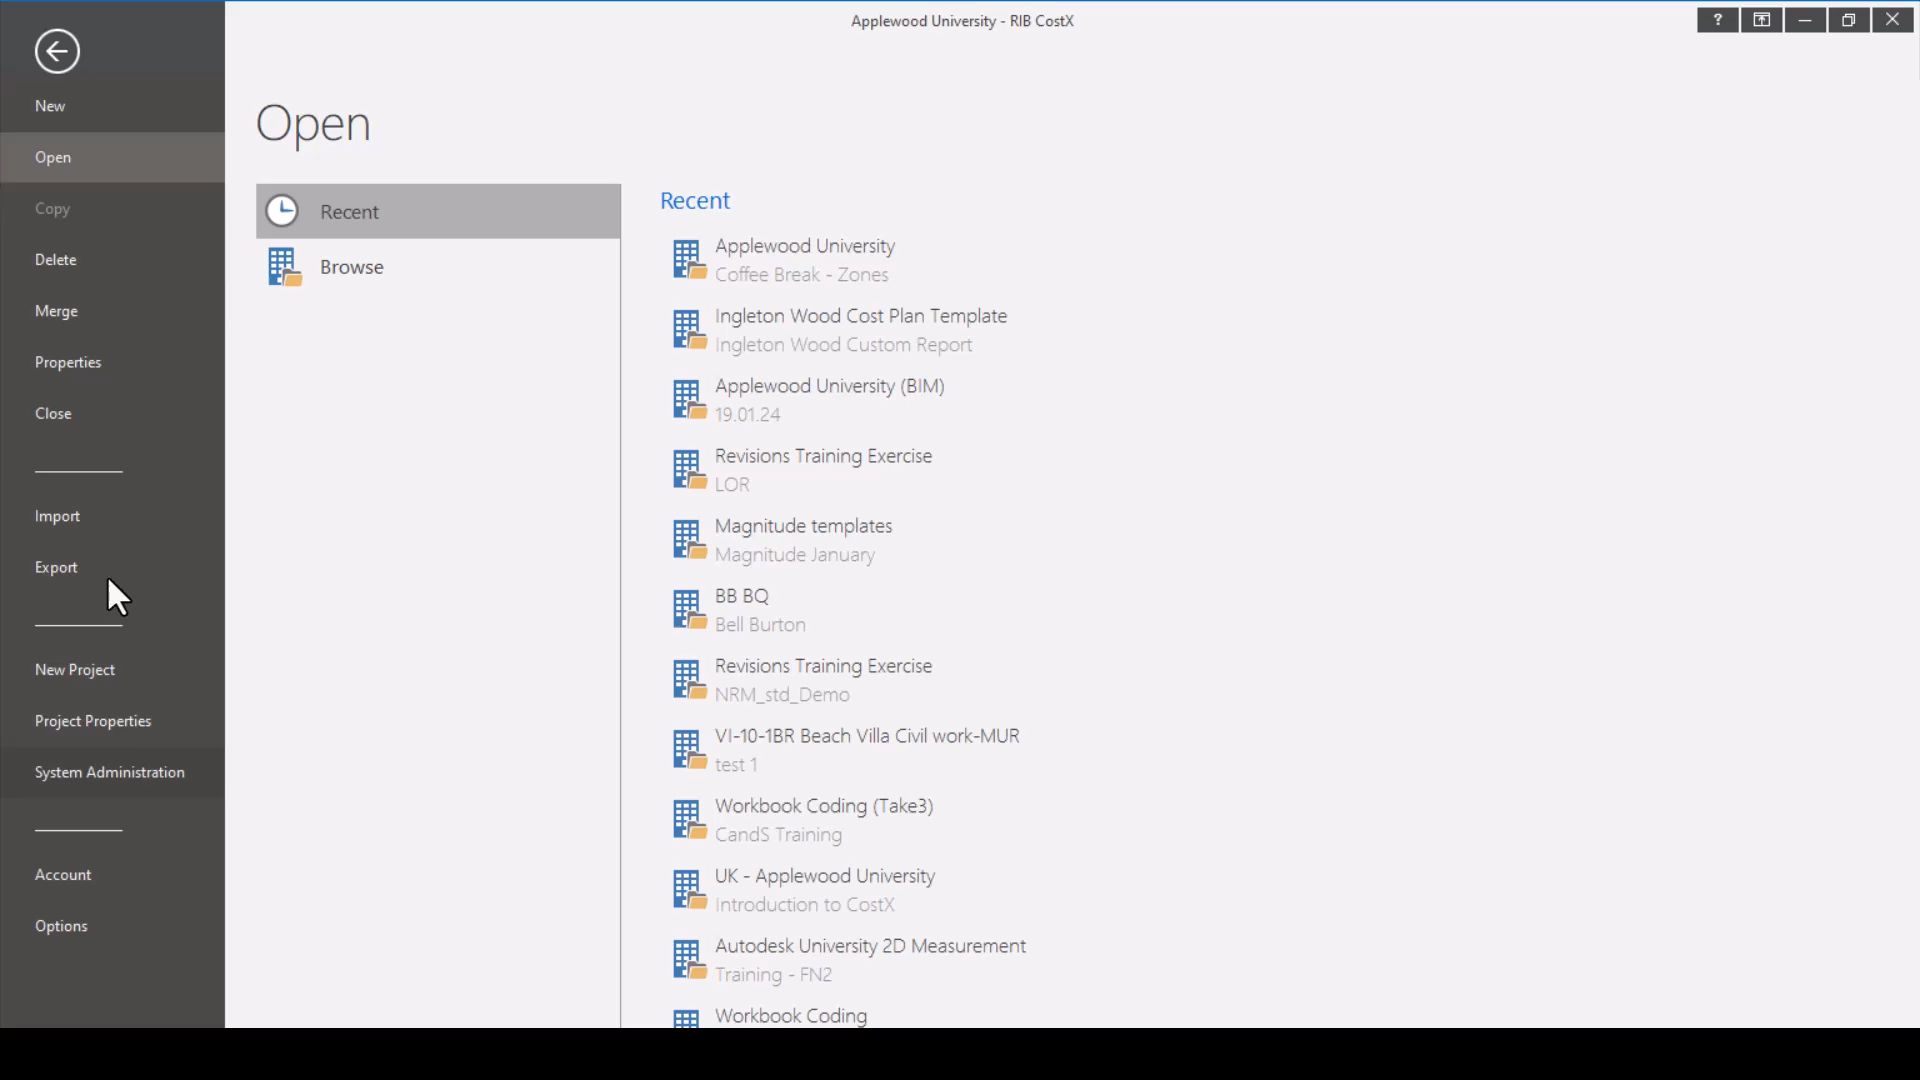 Applewood University - RIB CostX
?
New
Open
Copy
Delete
Merge
Properties
Close
Import
Export
New Project
Project Properties
System Administration
Account
Options
Open
Recent
Browse
Recent
Applewood University
Coffee Break - Zones
Ingleton Wood Cost Plan Template
Ingleton Wood Custom Report
Applewood University (BIM)
19.01.24
Revisions Training Exercise
LOR
Magnitude templates
Magnitude January
BB BQ
Bell Burton
Revisions Training Exercise
NRM_std_Demo
VI-10-1BR Beach Villa Civil work-MUR
test 1
Workbook Coding (Take3)
CandS Training
UK - Applewood University
Introduction to CostX
Autodesk University 2D Measurement
Training - FN2
Workbook Coding